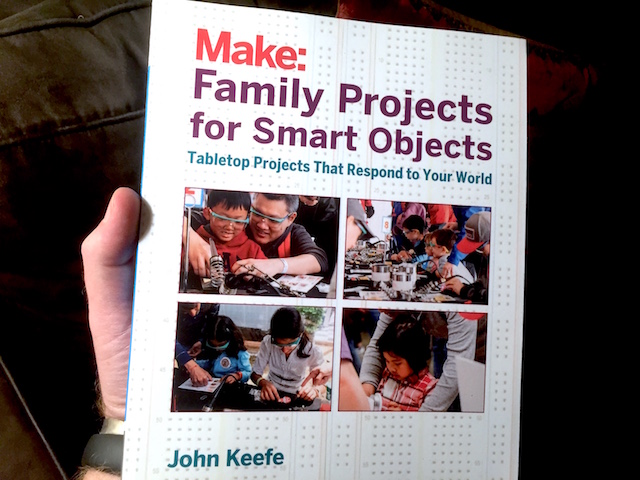 Make:
Family Projects
for Smart Objects
Tabletop Projects That Respond to Your World
John Keefe